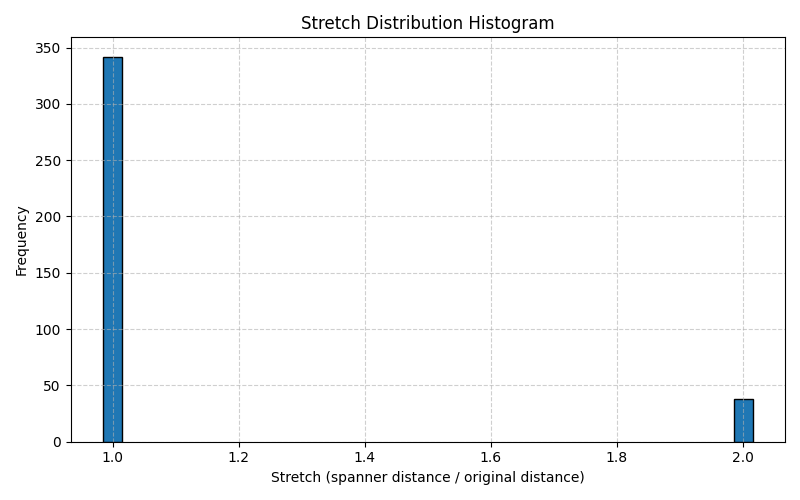 Stretch Distribution Histogram
Frequency
350
300
250
200
150
100
50
0
1.0 1.2 1.4 1.6 1.8 2.0
Stretch (spanner distance / original distance)